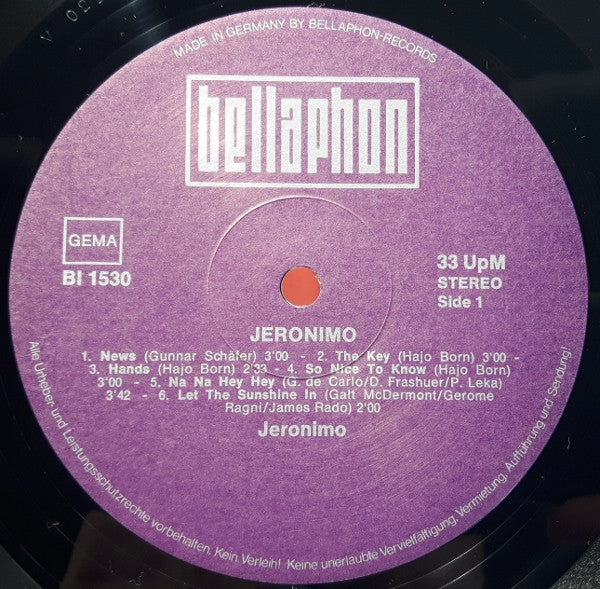 MADE IN GERMANY BY BELLAPHON-RECORDS
bellaphon
GEMA
BI 1530
33 UpM
STEREO
Side 1
JERONIMO
1. News (Gunnar Schäfer) 3'00 - 2. The Key (Hajo Born) 3'00 -
3. Hands (Hajo Born) 2'33 - 4. So Nice To Know (Hajo Born)
3'00 - 5. Na Na Hey Hey (G. de Carlo/D. Frashuer/P. Leka)
3'42 - 6. Let The Sunshine In (Galt McDermont/Gerome
Ragni/James Rado) 2'00
Jeronimo
Alle Urheber und Leistungsschutzrechte vorbehalten. Kein Verleih! Keine unerlaubte Vervielfältigung, Vermietung, Aufführung und Sendung!